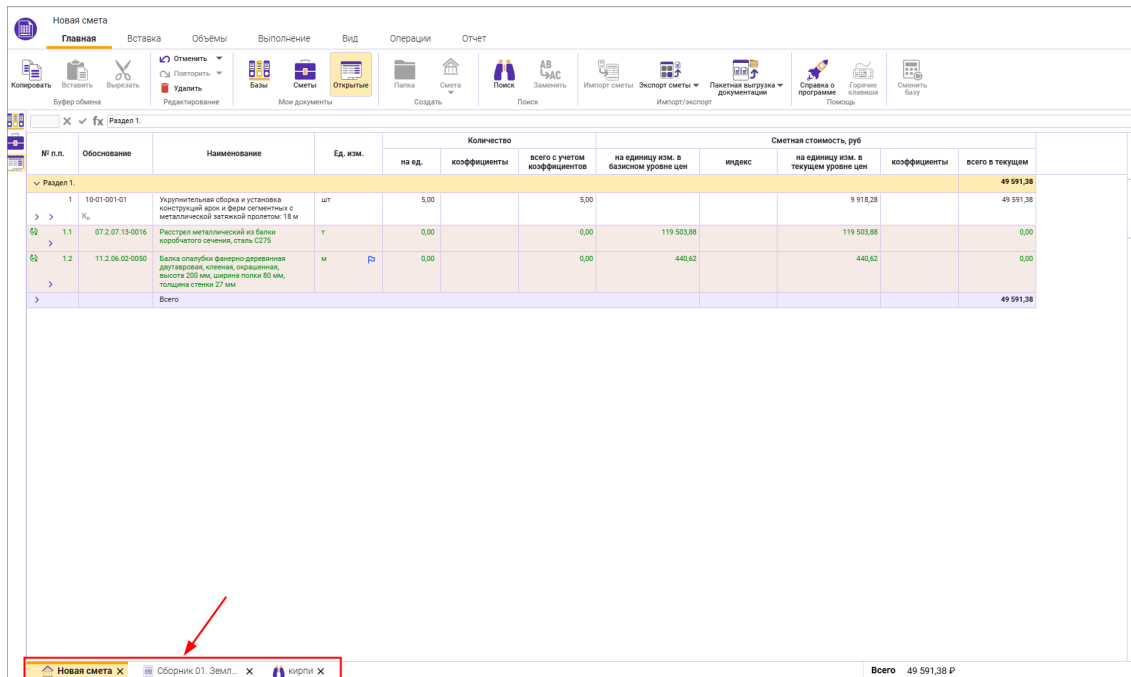 Новая смета
Главная Вставка Объёмы Выполнение Вид Операции Отчет
Копировать Вставить Вырезать
Буфер обмена
Отменить
Повторить
Удалить
Редактирование
Базы Сметы Открытые
Мои документы
Папка Смета
Создать
Поиск Заменить
AB
AC
Поиск
Импорт сметы Экспорт сметы Пакетная выгрузка документации
Импорт/экспорт
Справка о программе Горячие клавиши
Помощь
Сменить базу
fx Раздел 1.
№ п.п. Обоснование Наименование Ед. изм. Количество Сметная стоимость, руб
на ед. коэффициенты всего с учетом коэффициентов на единицу изм. в базисном уровне цен индекс на единицу изм. в текущем уровне цен коэффициенты всего в текущем
Раздел 1. 49 591,38
1 10-01-001-01 Укрупнительная сборка и установка шт 5,00 5,00 9 918,28 49 591,38
конструкций арок и ферм сегментных с
Кп металлической затяжкой пролетом: 18 м
1.1 07.2.07.13-0016 Расстрел металлический из балки т 0,00 0,00 119 503,88 119 503,88 0,00
коробчатого сечения, сталь С275
1.2 11.2.06.02-0050 Балка опалубки фанерно-деревянная м 0,00 0,00 440,62 440,62 0,00
двутавровая, клееная, окрашенная,
высота 200 мм, ширина полки 80 мм,
толщина стенки 27 мм
Всего 49 591,38
Новая смета Сборник 01. Земл... кирпи
Всего 49 591,38 ₽